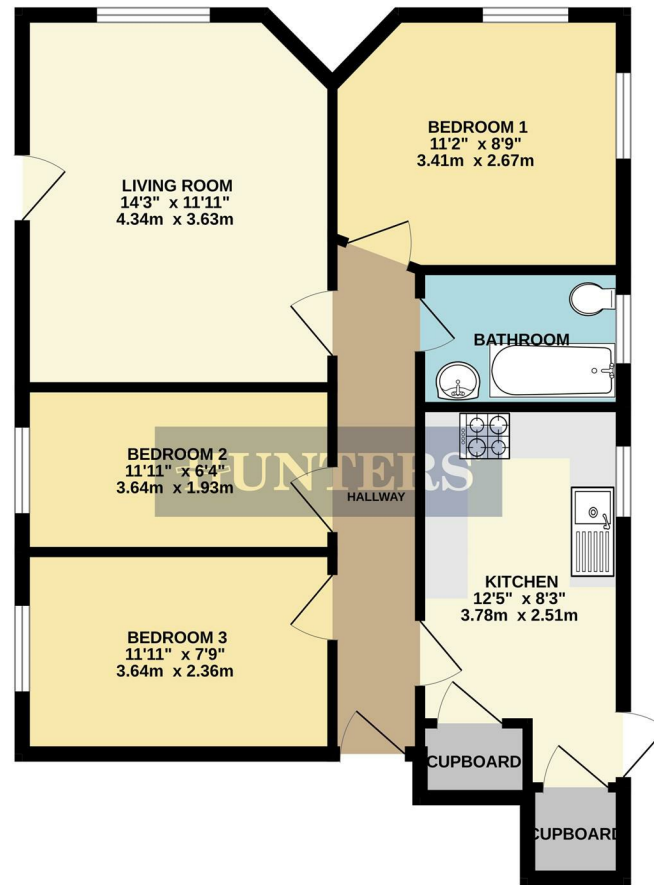 BEDROOM 1
11'2" x 8'9"
3.41m x 2.67m
LIVING ROOM
14'3" x 11'11"
4.34m x 3.63m
BATHROOM
BEDROOM 2
11'11" x 6'4"
3.64m x 1.93m
HUNTERS
HALLWAY
KITCHEN
12'5" x 8'3"
3.78m x 2.51m
BEDROOM 3
11'11" x 7'9"
3.64m x 2.36m
CUPBOARD
CUPBOARD